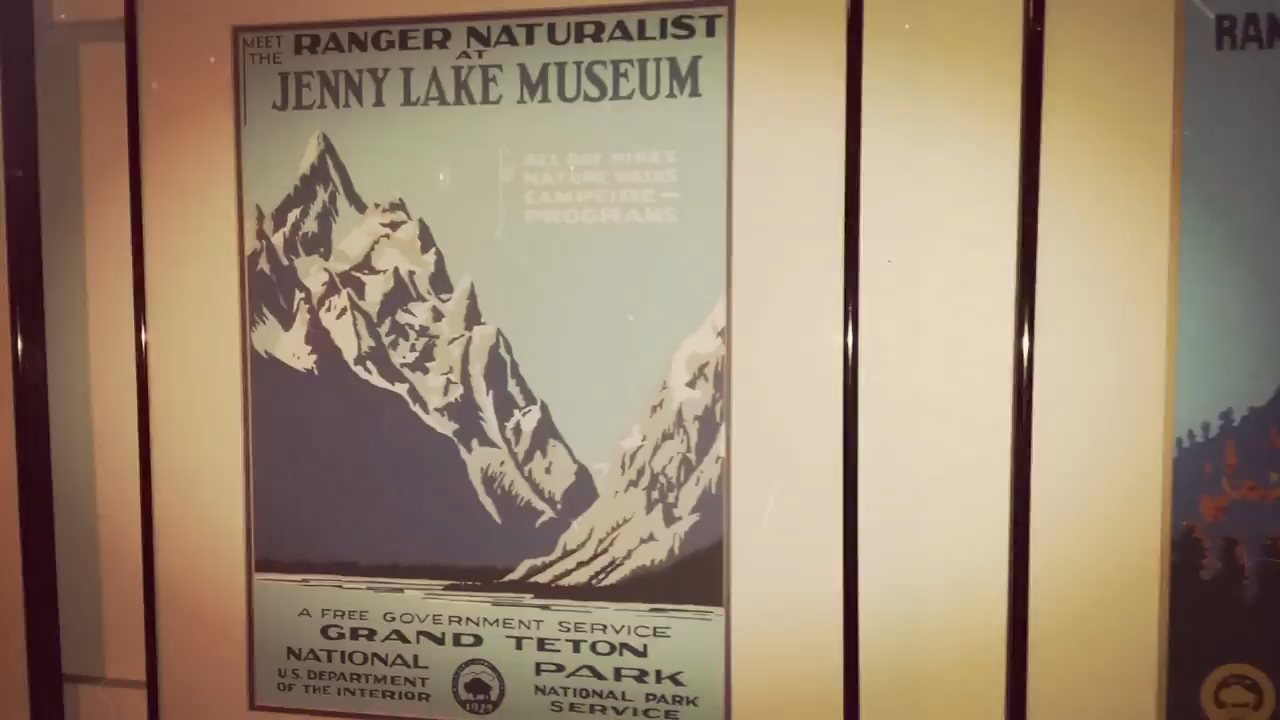 MEET THE RANGER NATURALIST
AT
JENNY LAKE MUSEUM
ALL DAY HIKES
NATURE WALKS
CAMPFIRE —
PROGRAMS
A FREE GOVERNMENT SERVICE
GRAND TETON
NATIONAL PARK
U.S. DEPARTMENT
OF THE INTERIOR
1929
NATIONAL PARK
SERVICE
RAN